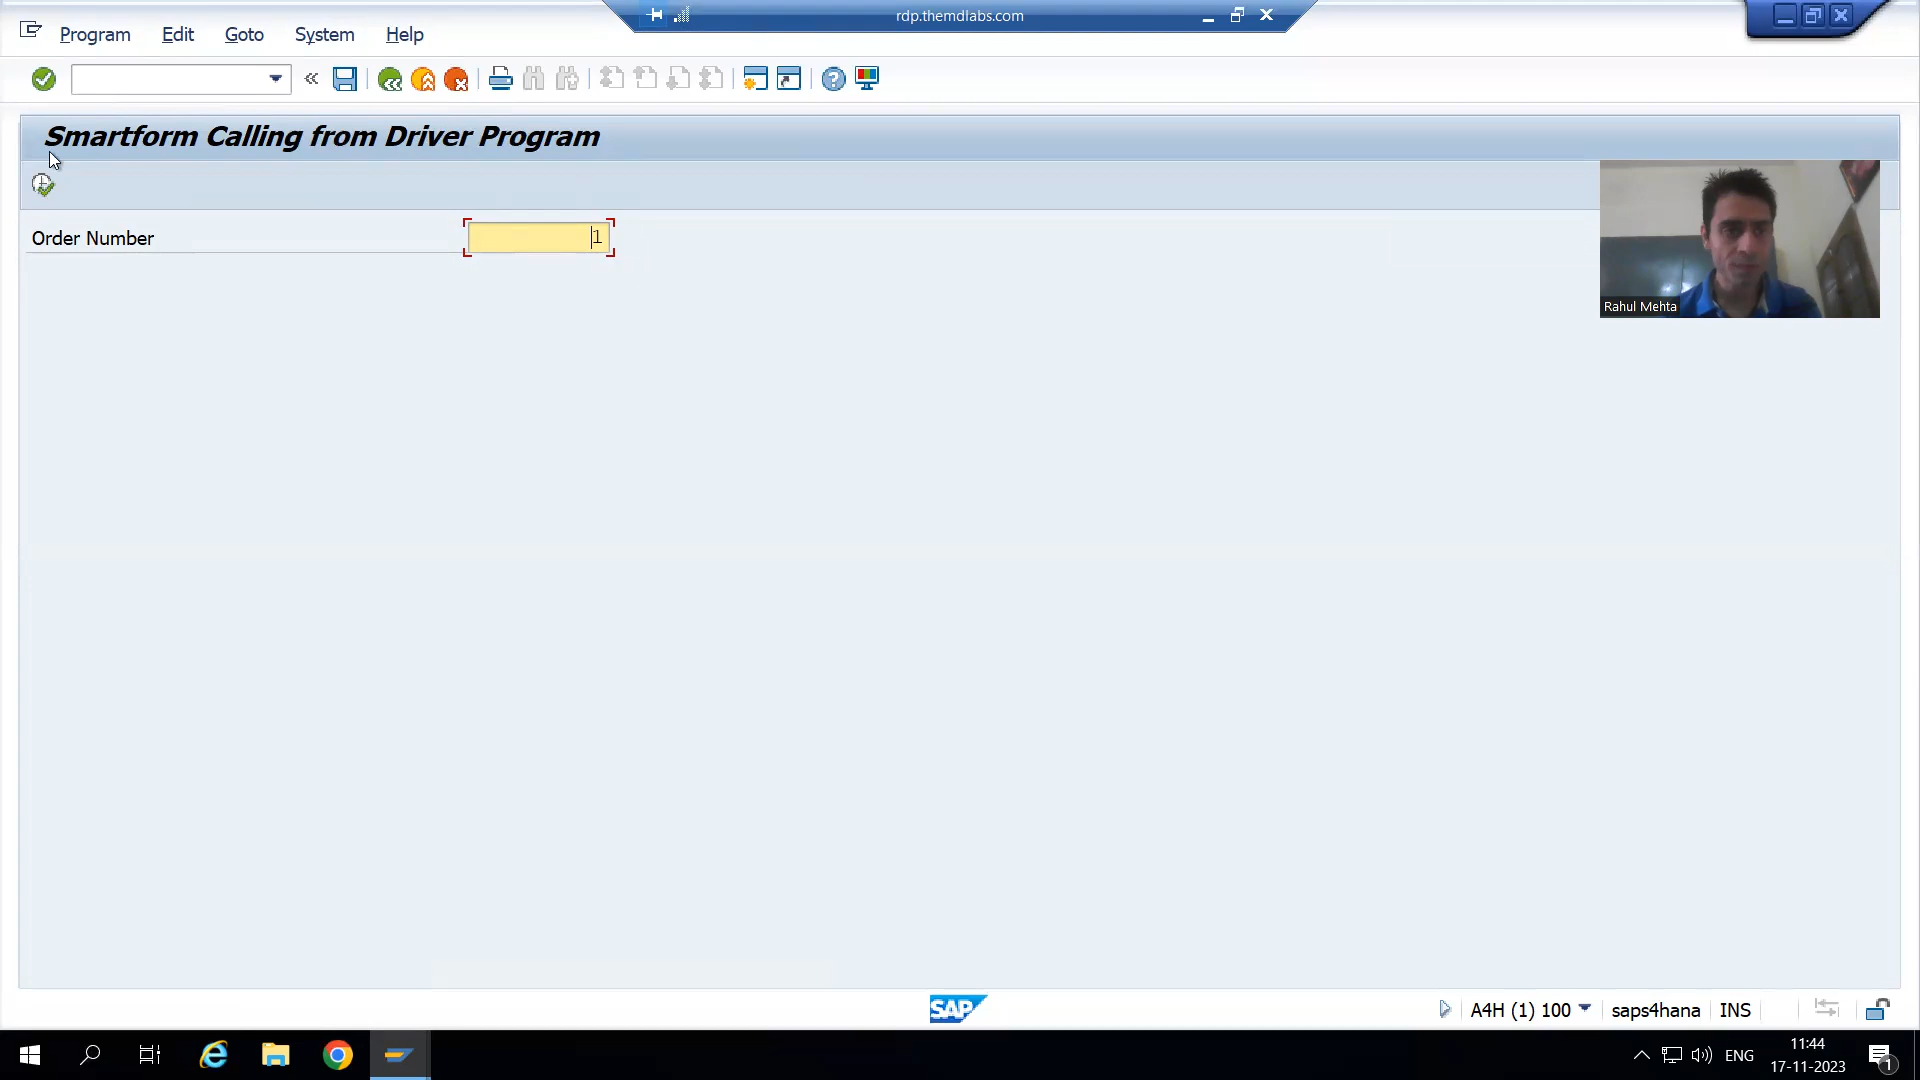 rdp.themdlabs.com
Program Edit Goto System Help
Smartform Calling from Driver Program
Order Number 1
Rahul Mehta
SAP
A4H (1) 100 saps4hana INS
ENG
11:44
17-11-2023
1